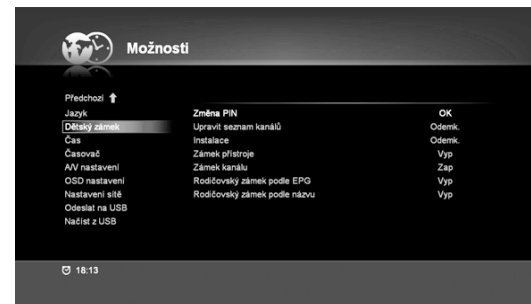 Možnosti
Předchozí
Jazyk
Změna PIN OK
Dětský zámek Upravit seznam kanálů Odemk.
Čas Instalace Odemk.
Časovač Zámek přístroje Vyp
A/V nastavení Zámek kanálu Zap
OSD nastavení Rodičovský zámek podle EPG Vyp
Nastavení sítě Rodičovský zámek podle názvu Vyp
Odeslat na USB
Načíst z USB
18:13